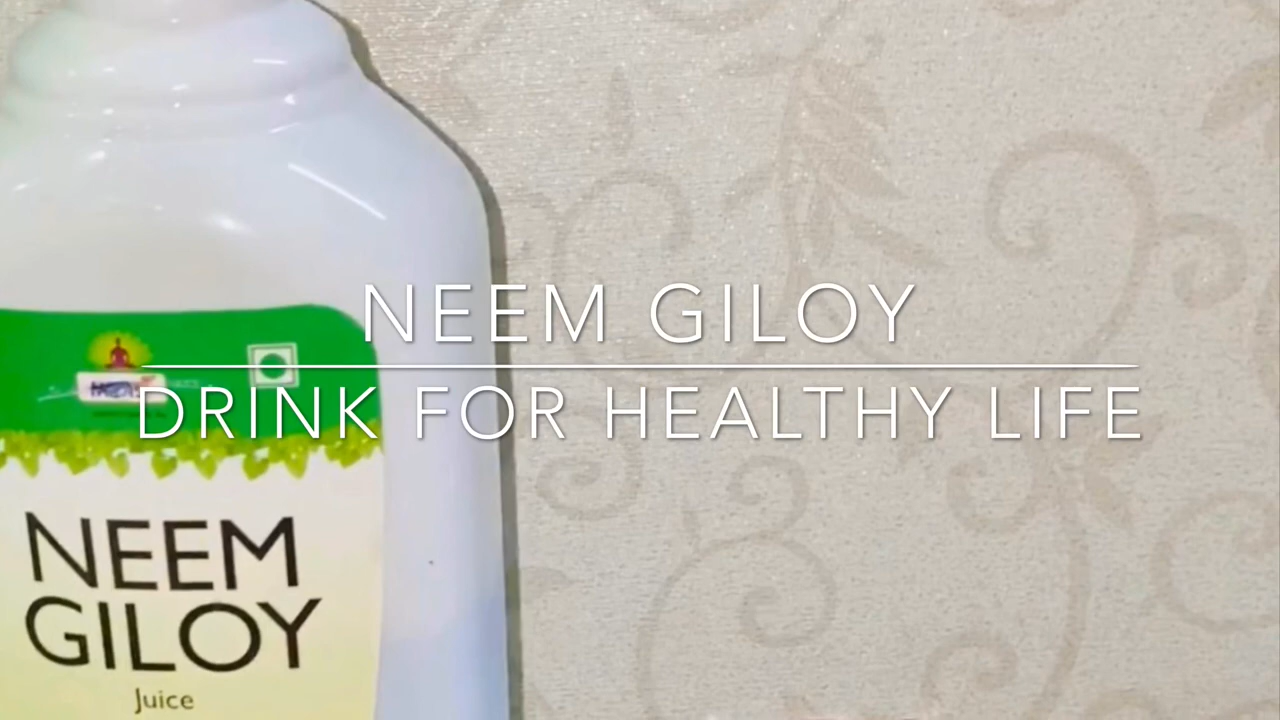 NEEM GILOY
DRINK FOR HEALTHY LIFE
NEEM
GILOY
Juice